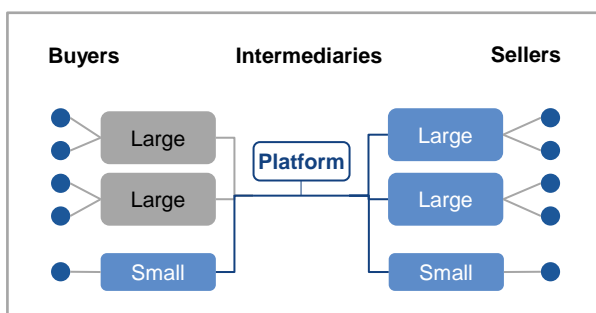 Buyers Intermediaries Sellers
Large Large
Platform
Large Large
Small Small